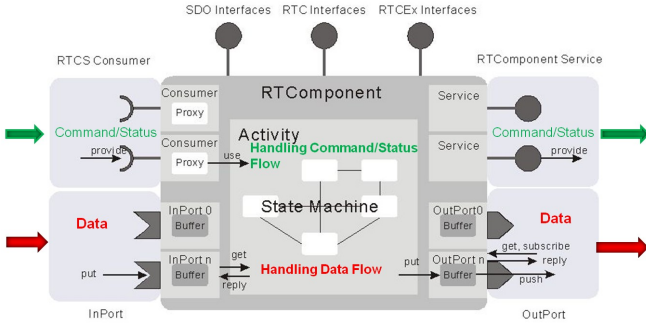 SDO Interfaces RTC Interfaces RTCEx Interfaces
RTCS Consumer
RTComponent Service
Consumer
Proxy
RTComponent
Service
Command/Status
Activity
Command/Status
Handling Command/Status
Flow
Consumer
Proxy
provide
use
Service
provide
Data
InPort 0
Buffer
State Machine
OutPort0
Buffer
Data
InPort n
Buffer
put
get
reply
Handling Data Flow
put
OutPort n
Buffer
get, subscribe
reply
push
InPort
OutPort